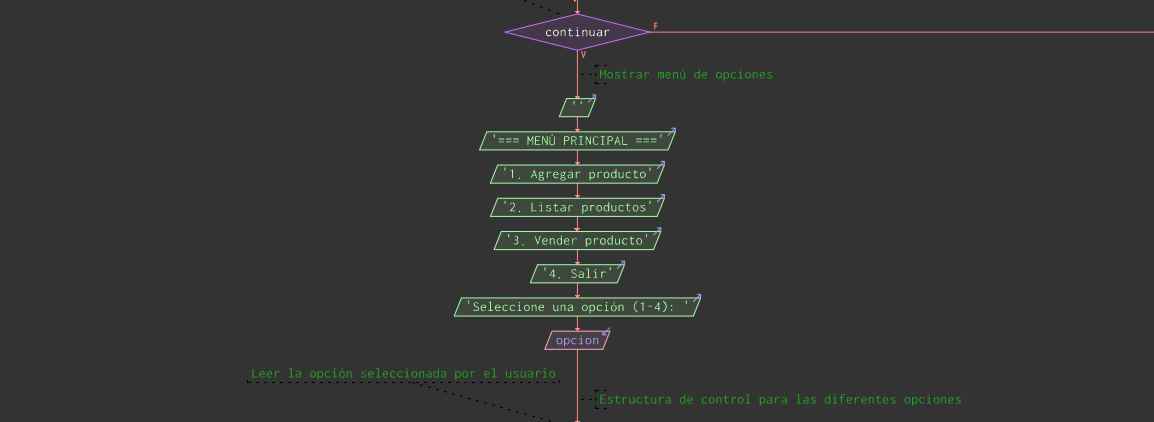 continuar
F
V
Mostrar menú de opciones
''
'=== MENÚ PRINCIPAL ==='
'1. Agregar producto'
'2. Listar productos'
'3. Vender producto'
'4. Salir'
'Seleccione una opción (1-4): '
opcion
Leer la opción seleccionada por el usuario
Estructura de control para las diferentes opciones